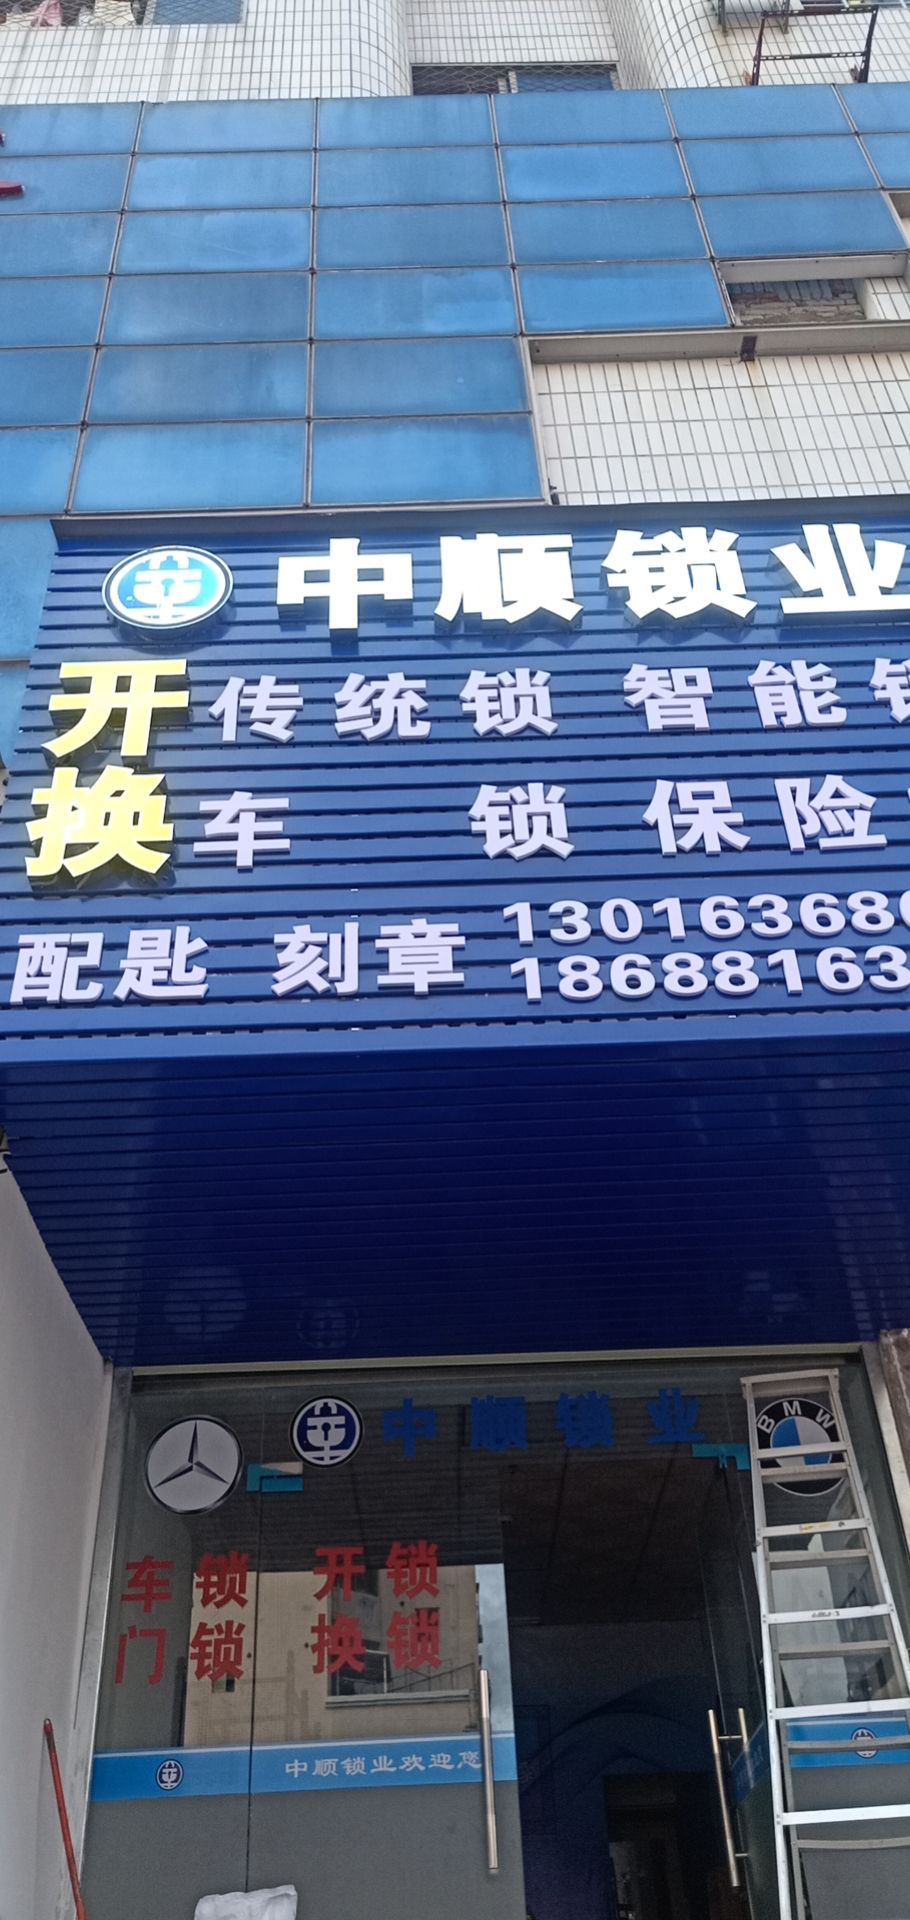 中顺锁业
开 传统锁 智能
换 车 锁 保险
配匙 刻章 13016368
18688163
中顺锁业
BMW
车锁 开锁
门锁 换锁
中顺锁业欢迎您